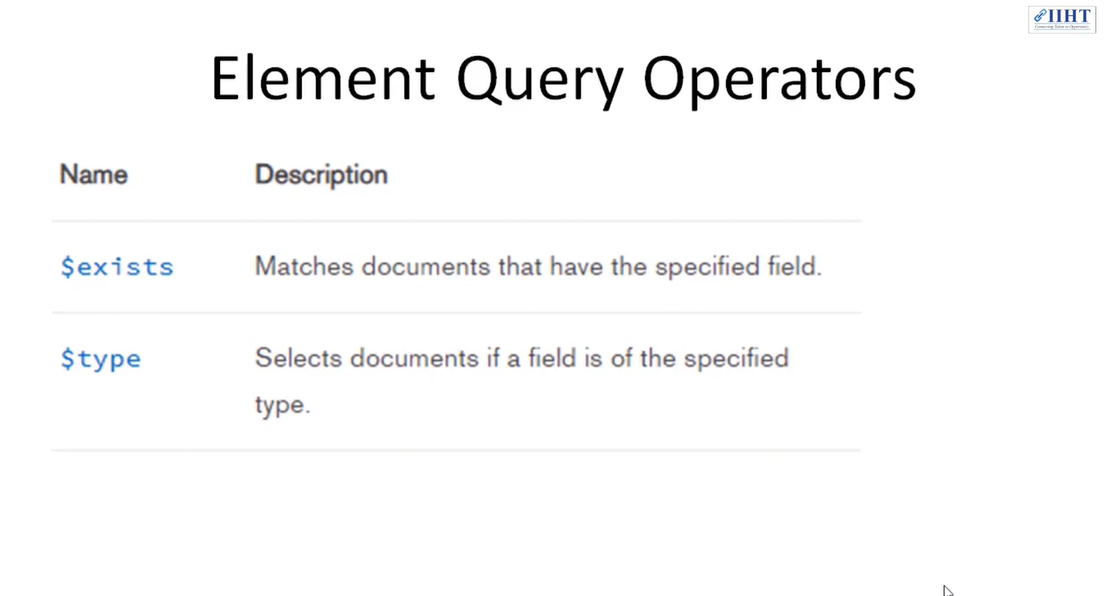 IIHT
Element Query Operators
Name Description
$exists Matches documents that have the specified field.
$type Selects documents if a field is of the specified
type.